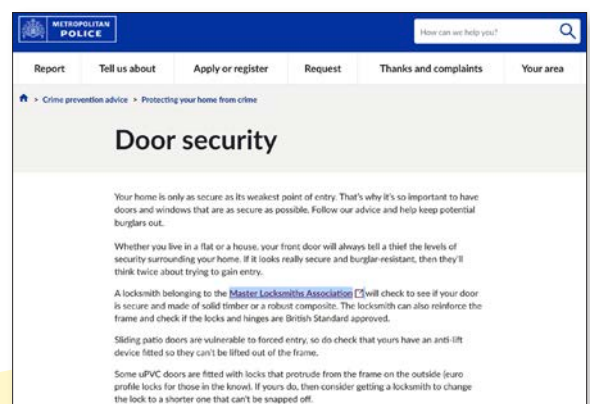 METROPOLITAN
POLICE
How can we help you?
Report Tell us about Apply or register Request Thanks and complaints Your area
> Crime prevention advice > Protecting your home from crime
Door security
Your home is only as secure as its weakest point of entry. That's why it's so important to have
doors and windows that are as secure as possible. Follow our advice and help keep potential
burglars out.
Whether you live in a flat or a house, your front door will always tell a thief the levels of
security surrounding your home. If it looks really secure and burglar-resistant, then they'll
think twice about trying to gain entry.
A locksmith belonging to the Master Locksmiths Association will check to see if your door
is secure and made of solid timber or a robust composite. The locksmith can also reinforce the
frame and check if the locks and hinges are British Standard approved.
Sliding patio doors are vulnerable to forced entry, so do check that yours have an anti-lift
device fitted so they can't be lifted out of the frame.
Some uPVC doors are fitted with locks that protrude from the frame on the outside (euro
profile locks for those in the know). If yours do, then consider getting a locksmith to change
the lock to a shorter one that can't be snapped off.